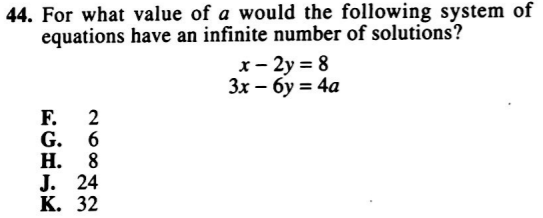 44. For what value of a would the following system of
equations have an infinite number of solutions?
x – 2y = 8
3x – 6y = 4a
F. 2
G. 6
H. 8
J. 24
K. 32